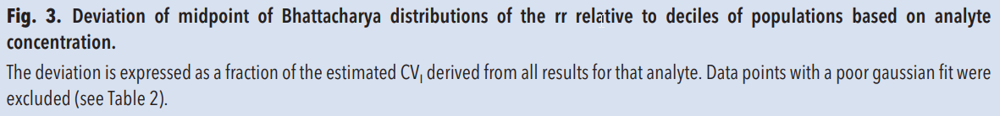 Fig. 3. Deviation of midpoint of Bhattacharya distributions of the rr relative to deciles of populations based on analyte
concentration.
The deviation is expressed as a fraction of the estimated CVI derived from all results for that analyte. Data points with a poor gaussian fit were
excluded (see Table 2).